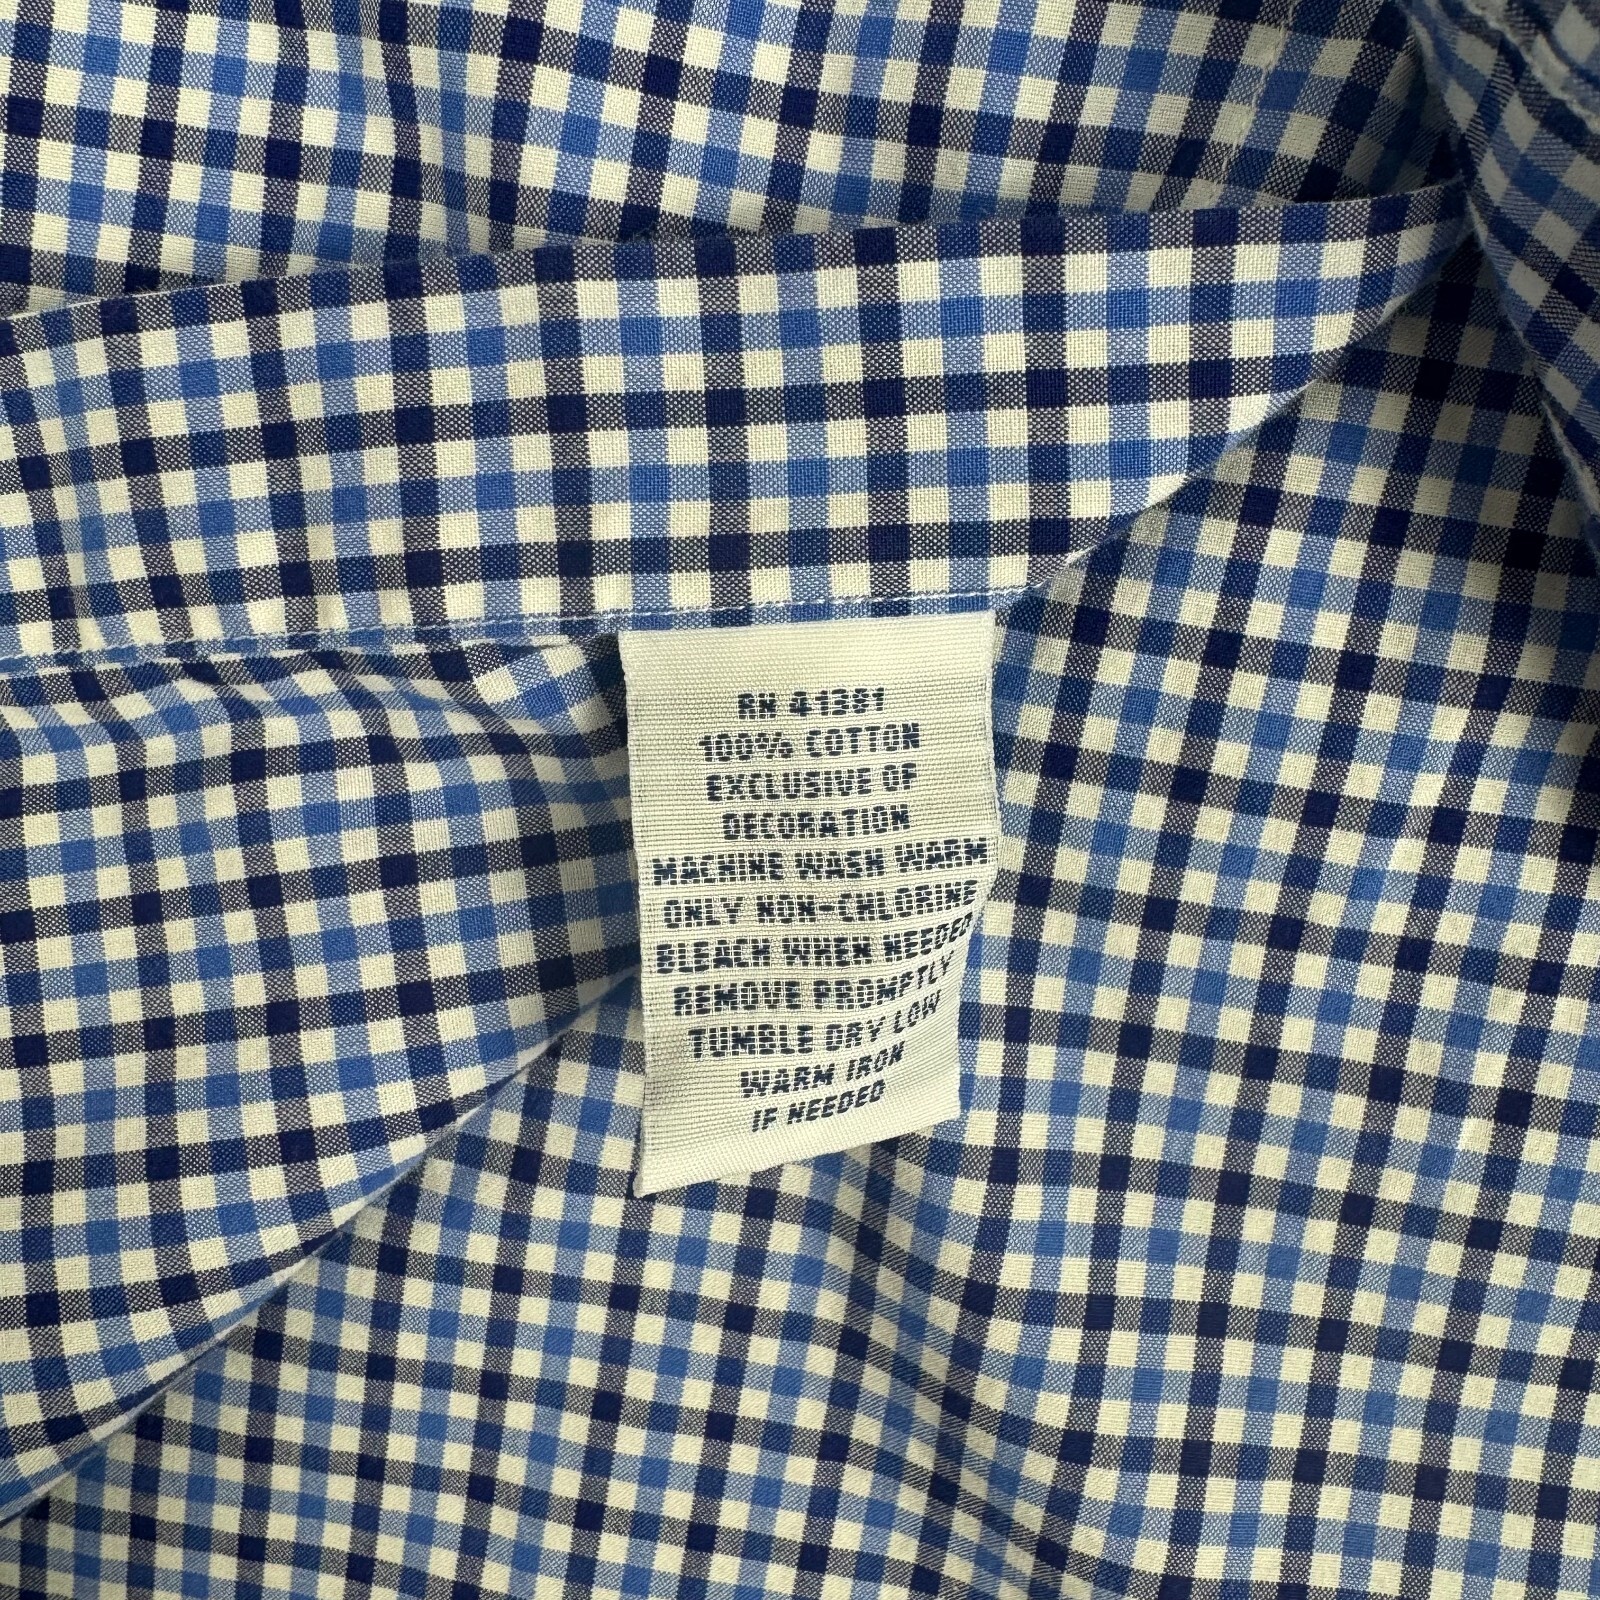 RN 41381
100% COTTON
EXCLUSIVE OF
DECORATION
MACHINE WASH WARM
ONLY NON-CHLORINE
BLEACH WHEN NEEDED
REMOVE PROMPTLY
TUMBLE DRY LOW
WARM IRON
IF NEEDED